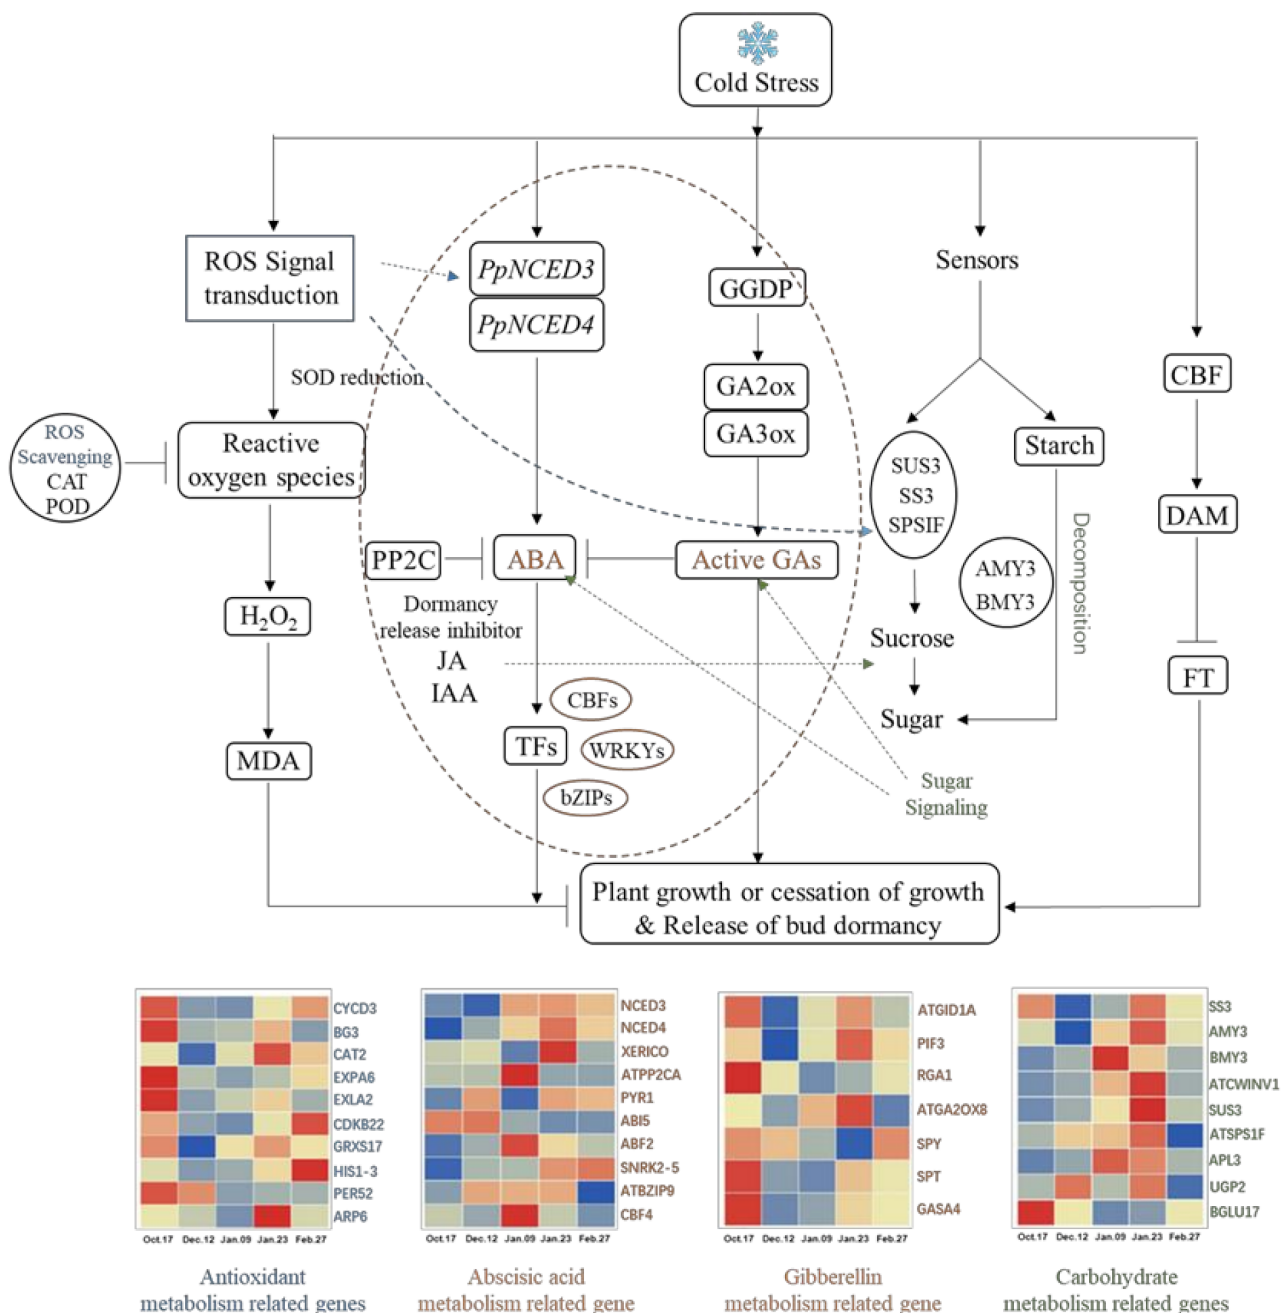 Cold Stress
ROS Signal
transduction
PpNCED3
PpNCED4
GGDP
Sensors
GA2ox
GA3ox
CBF
SOD reduction
ROS
Scavenging
CAT
POD
Reactive
oxygen species
SUS3
SS3
SPSIF
Starch
DAM
Decomposition
PP2C
ABA
Active GAs
AMY3
BMY3
H₂O₂
Dormancy
release inhibitor
JA
IAA
Sucrose
FT
CBFs
Sugar
TFs
WRKYs
MDA
bZIPs
Sugar
Signaling
Plant growth or cessation of growth
& Release of bud dormancy
CYCD3
BG3
CAT2
EXPA6
EXLA2
CDKB22
GRXS17
HIS1-3
PER52
ARP6
Oct.17 Dec.12 Jan.09 Jan.23 Feb.27
Antioxidant
metabolism related genes
NCED3
NCED4
XERICO
ATPP2CA
PYR1
ABI5
ABF2
SNRK2-5
ATBZIP9
CBF4
Oct.17 Dec.12 Jan.09 Jan.23 Feb.27
Abscisic acid
metabolism related gene
ATGID1A
PIF3
RGA1
ATGA2OX8
SPY
SPT
GASA4
Oct.17 Dec.12 Jan.09 Jan.23 Feb.27
Gibberellin
metabolism related gene
SS3
AMY3
BMY3
ATCWINV1
SUS3
ATSPS1F
APL3
UGP2
BGLU17
Oct.17 Dec.12 Jan.09 Jan.23 Feb.27
Carbohydrate
metabolism related genes